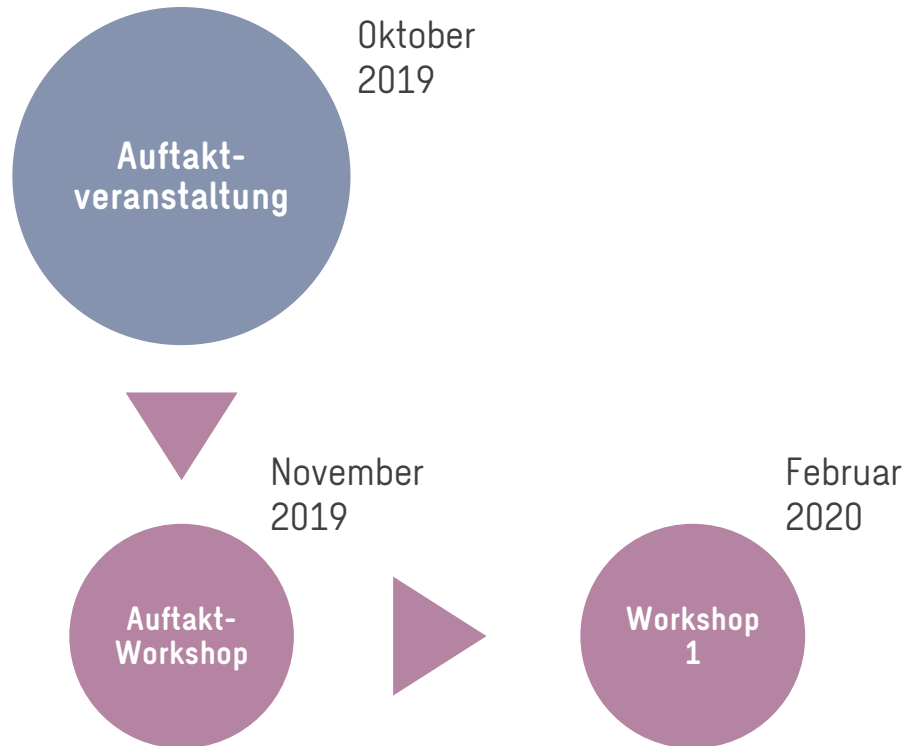 Oktober
2019
Auftakt-
veranstaltung
November
2019
Auftakt-
Workshop
Februar
2020
Workshop
1